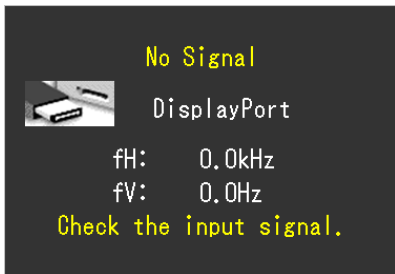 No Signal
DisplayPort
fH: 0.0kHz
fV: 0.0Hz
Check the input signal.